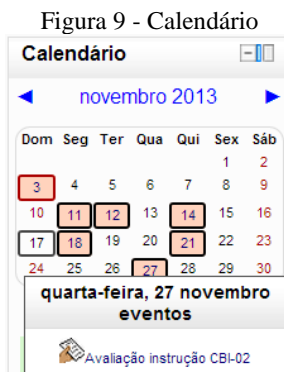 Figura 9 - Calendário
Calendário
◄ novembro 2013 ►
Dom Seg Ter Qua Qui Sex Sáb
1 2
3 4 5 6 7 8 9
10 11 12 13 14 15 16
17 18 19 20 21 22 23
24 25 26 27 28 29 30
quarta-feira, 27 novembro
eventos
Avaliação instrução CBI-02